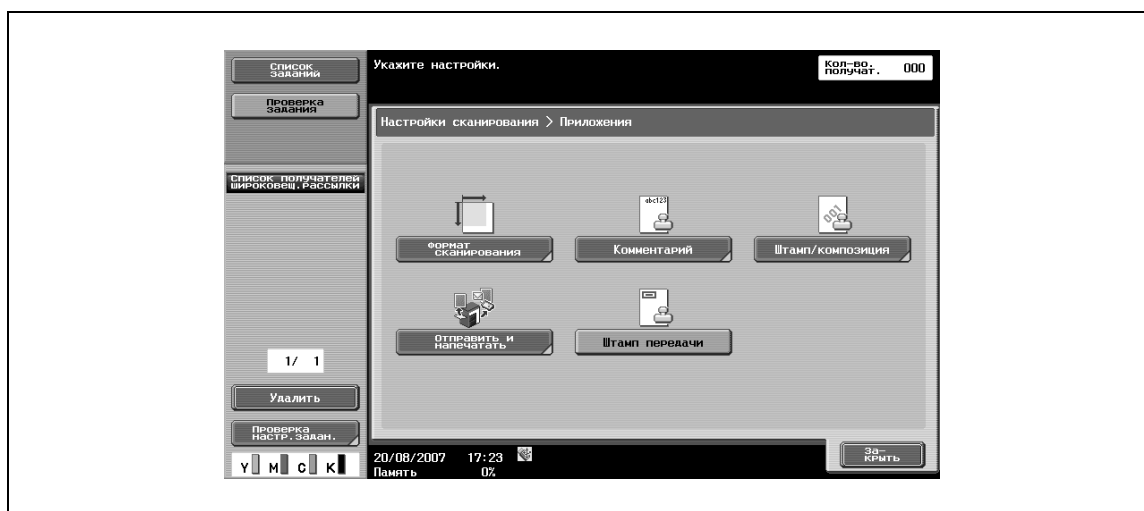 Список
заданий
Проверка
задания
Список получателей
широковещ.рассылки
1/ 1
Удалить
Проверка
настр.задан.
Y M C K
Укажите настройки.
Кол-во.
получат. 000
Настройки сканирования > Приложения
abc123
001
Формат
сканирования
Комментарий
Штамп/композиция
Отправить и
напечатать
Штамп передачи
20/08/2007 17:23
Память 0%
За-
крыть